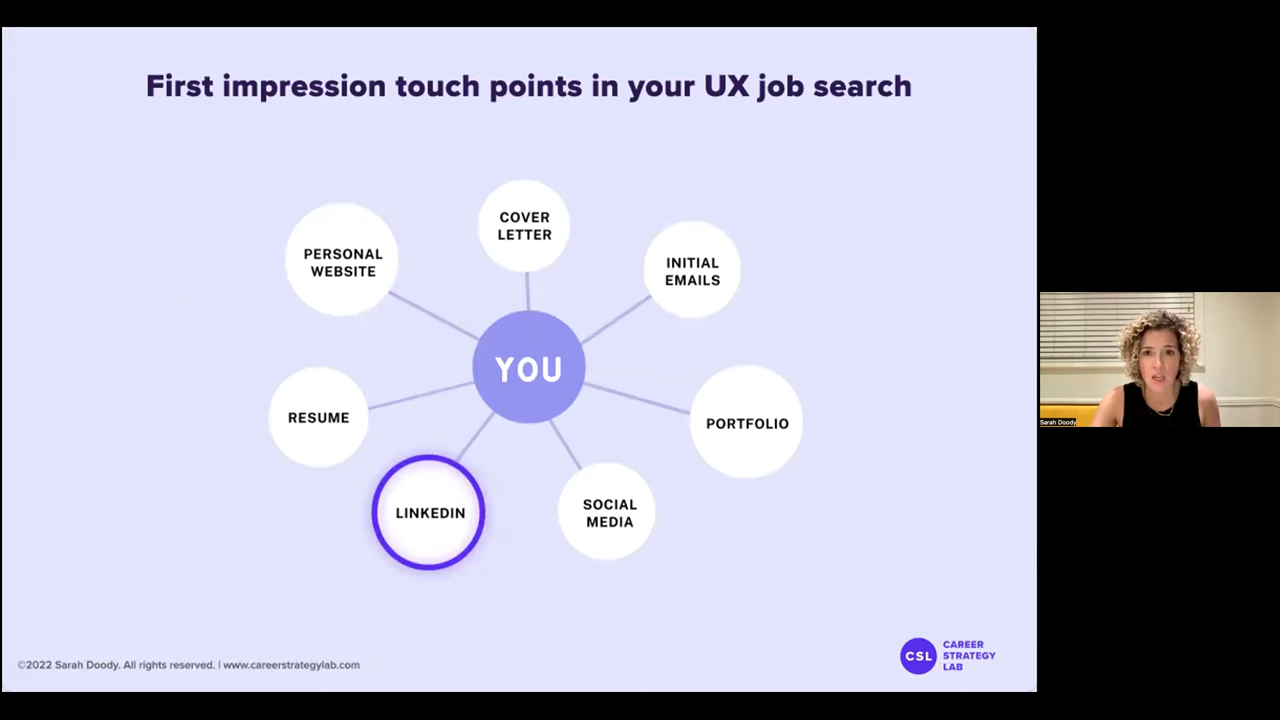 First impression touch points in your UX job search
COVER
LETTER
PERSONAL
WEBSITE
INITIAL
EMAILS
YOU
RESUME
PORTFOLIO
LINKEDIN
SOCIAL
MEDIA
Sarah Doody
©2022 Sarah Doody. All rights reserved. | www.careerstrategylab.com
CSL
CAREER
STRATEGY
LAB